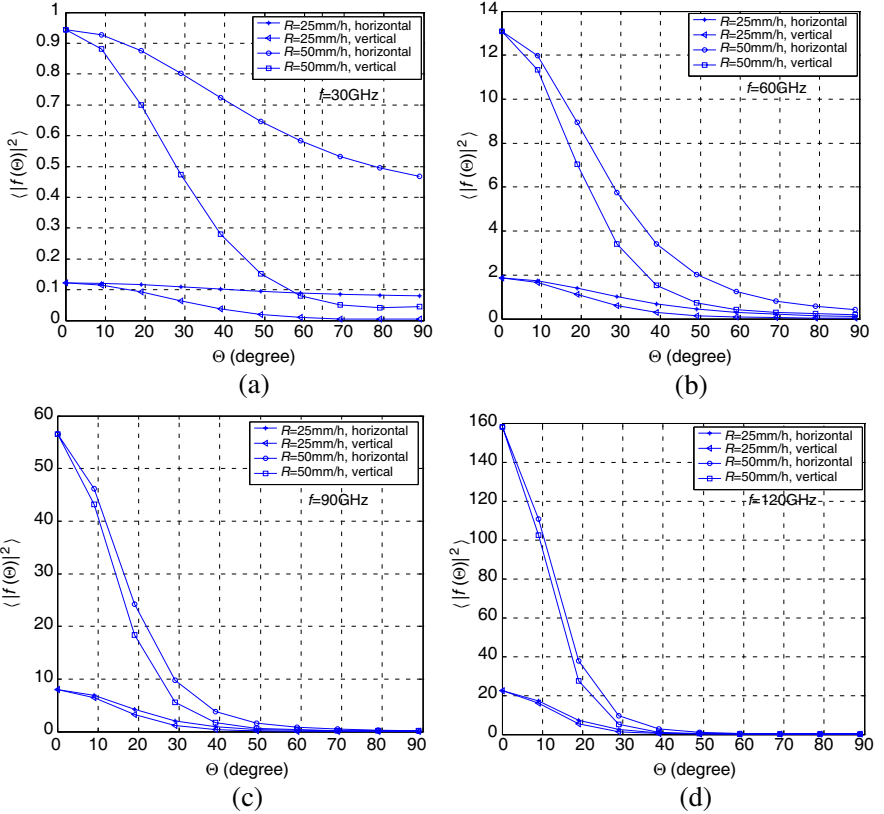 R=25mm/h, horizontal
R=25mm/h, vertical
R=50mm/h, horizontal
R=50mm/h, vertical
f=30GHz
⟨|f(Θ)|²⟩
1
0.9
0.8
0.7
0.6
0.5
0.4
0.3
0.2
0.1
0
0 10 20 30 40 50 60 70 80 90
Θ (degree)
(a)
R=25mm/h, horizontal
R=25mm/h, vertical
R=50mm/h, horizontal
R=50mm/h, vertical
f=60GHz
⟨|f(Θ)|²⟩
14
12
10
8
6
4
2
0
0 10 20 30 40 50 60 70 80 90
Θ (degree)
(b)
R=25mm/h, horizontal
R=25mm/h, vertical
R=50mm/h, horizontal
R=50mm/h, vertical
f=90GHz
⟨|f(Θ)|²⟩
60
50
40
30
20
10
0
0 10 20 30 40 50 60 70 80 90
Θ (degree)
(c)
R=25mm/h, horizontal
R=25mm/h, vertical
R=50mm/h, horizontal
R=50mm/h, vertical
f=120GHz
⟨|f(Θ)|²⟩
160
140
120
100
80
60
40
20
0
0 10 20 30 40 50 60 70 80 90
Θ (degree)
(d)